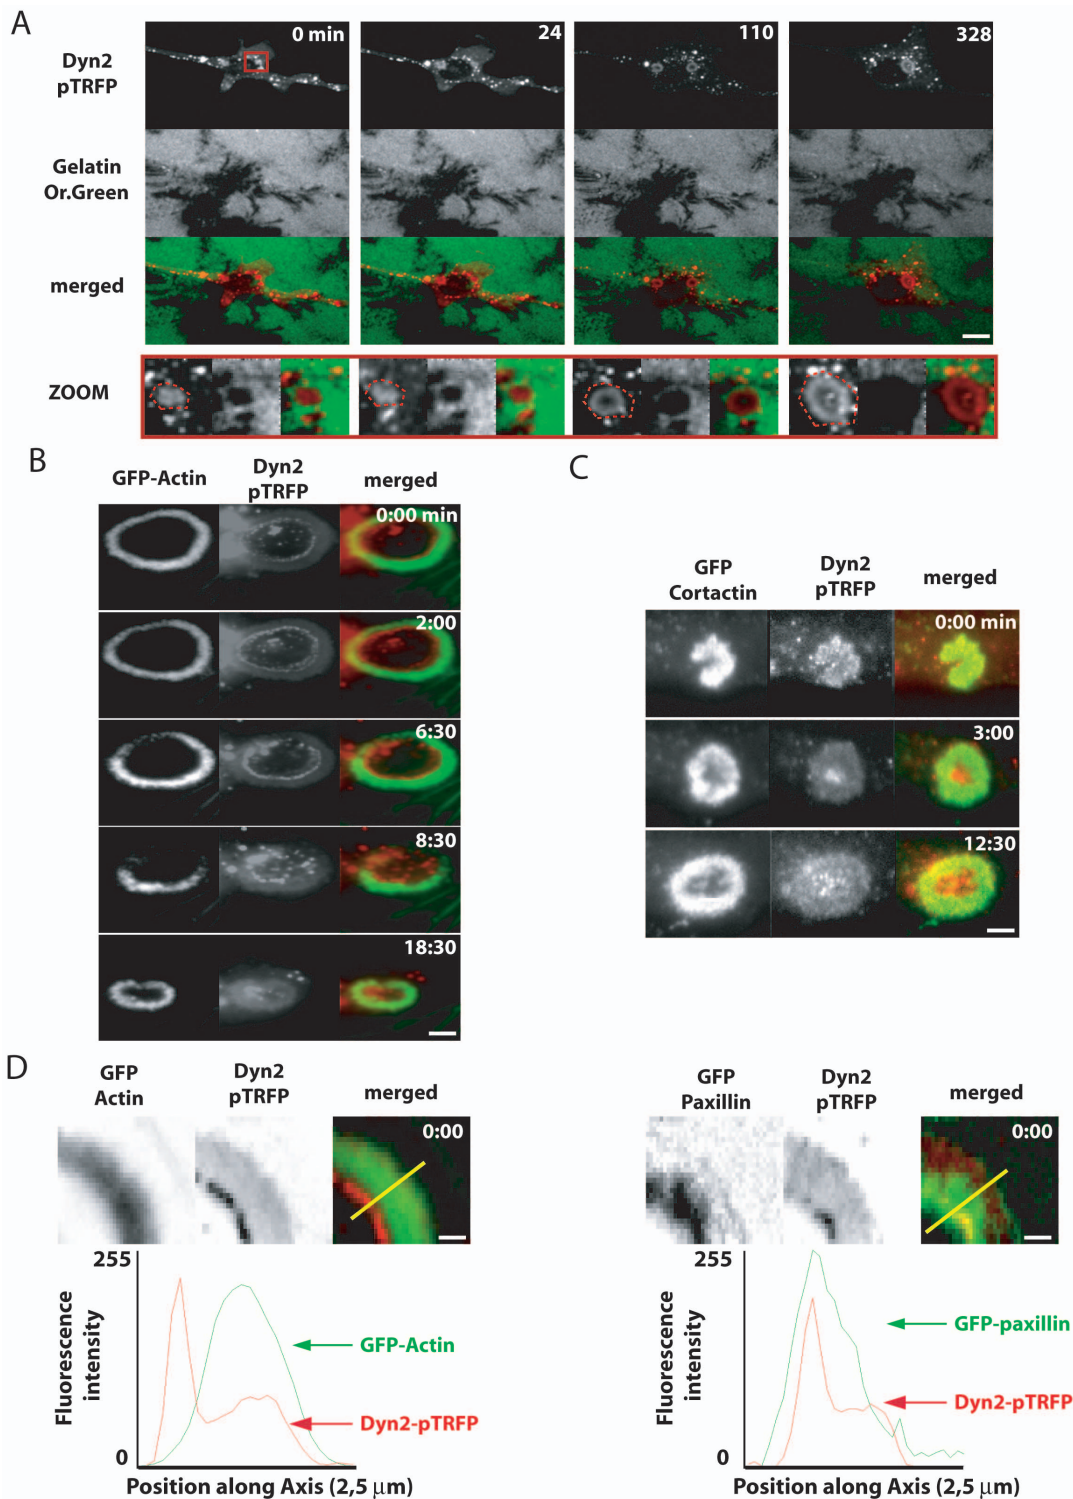 A
0 min
24
110
328
Dyn2
pTRFP
Gelatin
Or.Green
merged
ZOOM
B
GFP-Actin
Dyn2
pTRFP
merged
0:00 min
2:00
6:30
8:30
18:30
C
GFP
Cortactin
Dyn2
pTRFP
merged
0:00 min
3:00
12:30
D
GFP
Actin
Dyn2
pTRFP
merged
0:00
255
Fluorescence
intensity
0
GFP-Actin
Dyn2-pTRFP
Position along Axis (2,5 μm)
GFP
Paxillin
Dyn2
pTRFP
merged
0:00
255
Fluorescence
intensity
0
GFP-paxillin
Dyn2-pTRFP
Position along Axis (2,5 μm)